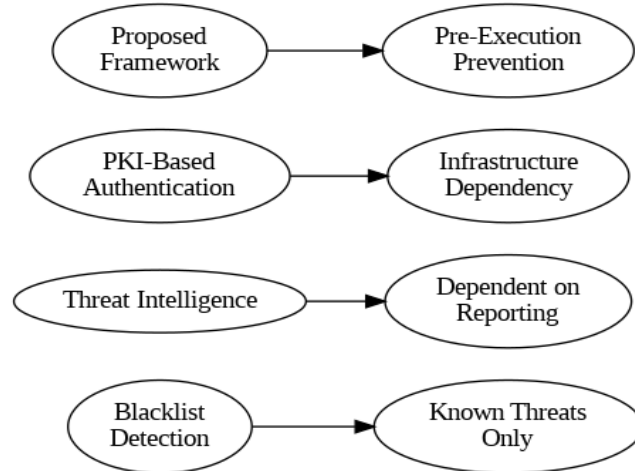 Proposed
Framework
Pre-Execution
Prevention
PKI-Based
Authentication
Infrastructure
Dependency
Threat Intelligence
Dependent on
Reporting
Blacklist
Detection
Known Threats
Only